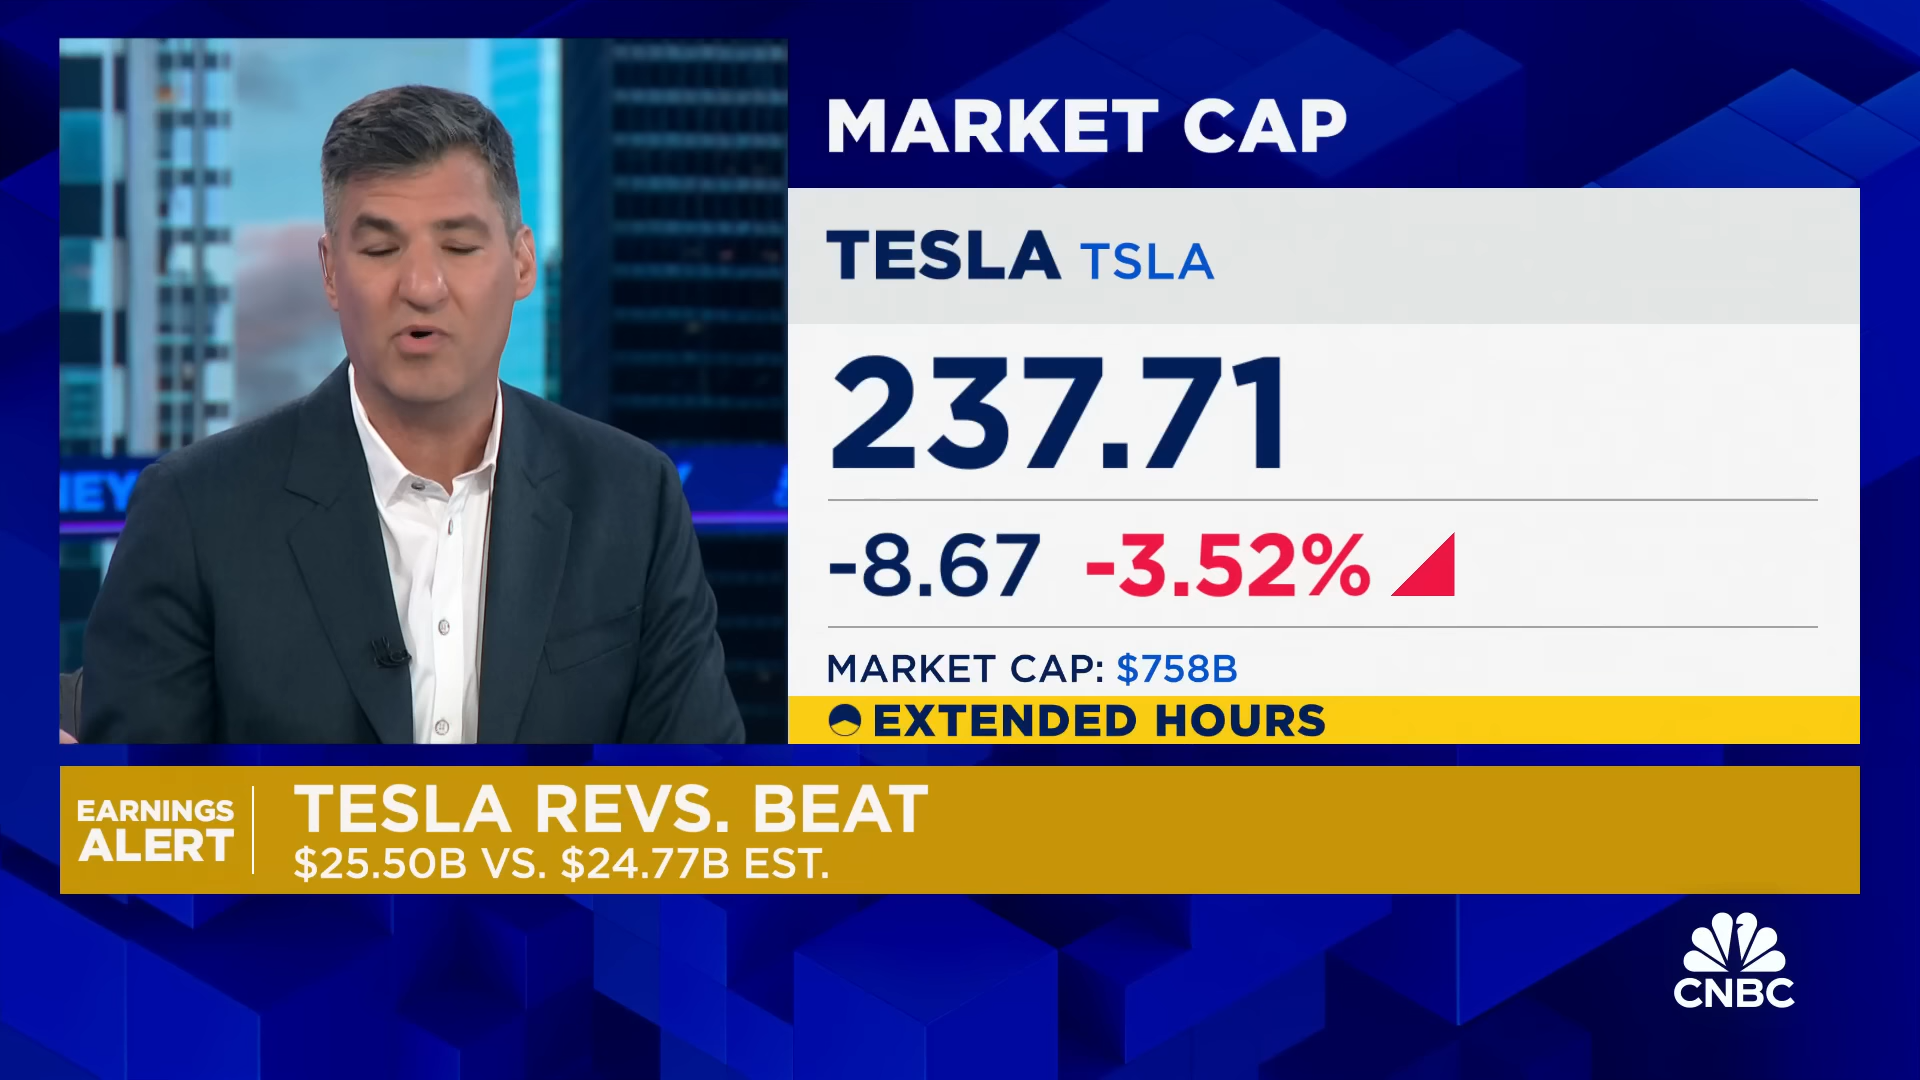 MARKET CAP
TESLA TSLA
237.71
-8.67 -3.52%
MARKET CAP: $758B
EXTENDED HOURS
EARNINGS
ALERT
TESLA REVS. BEAT
$25.50B VS. $24.77B EST.
CNBC